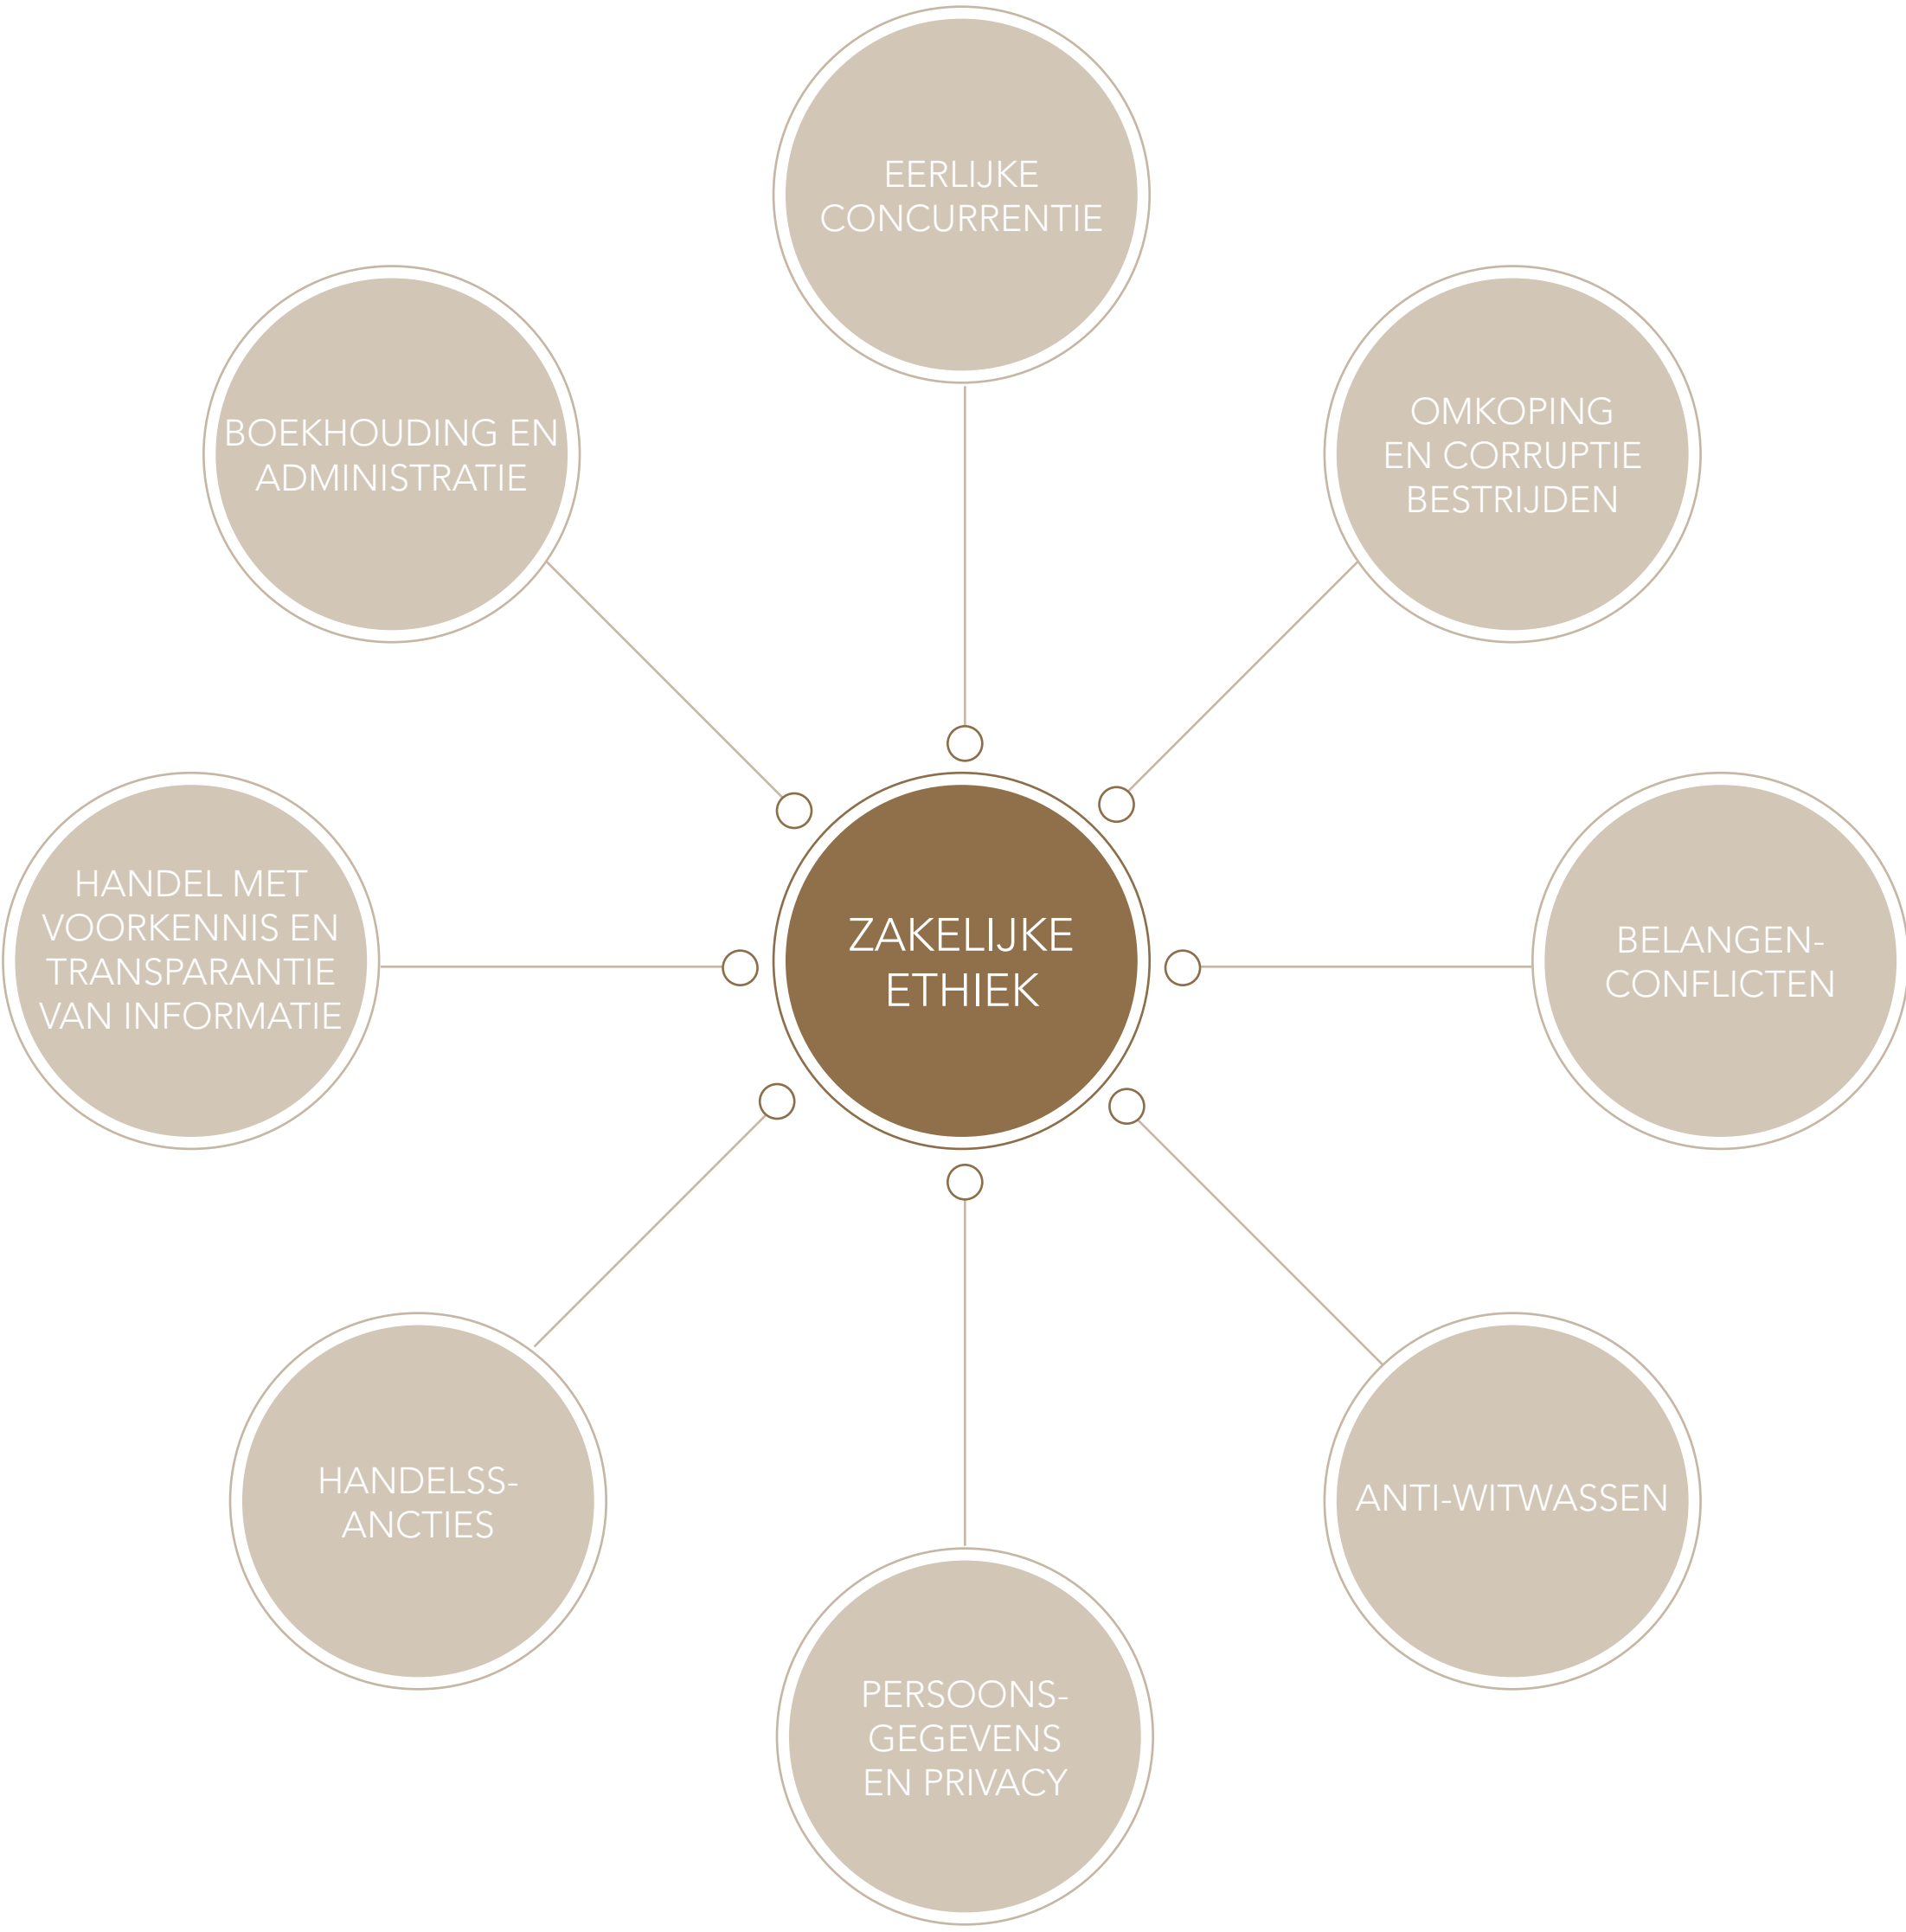 EERLIJKE
CONCURRENTIE
OMKOPING
EN CORRUPTIE
BESTRIJDEN
BOEKHOUDING EN
ADMINISTRATIE
HANDEL MET
VOORKENNIS EN
TRANSPARANTIE
VAN INFORMATIE
ZAKELIJKE
ETHIEK
BELANGEN-
CONFLICTEN
HANDELSS-
ANCTIES
ANTI-WITWASSEN
PERSOONS-
GEGEVENS
EN PRIVACY